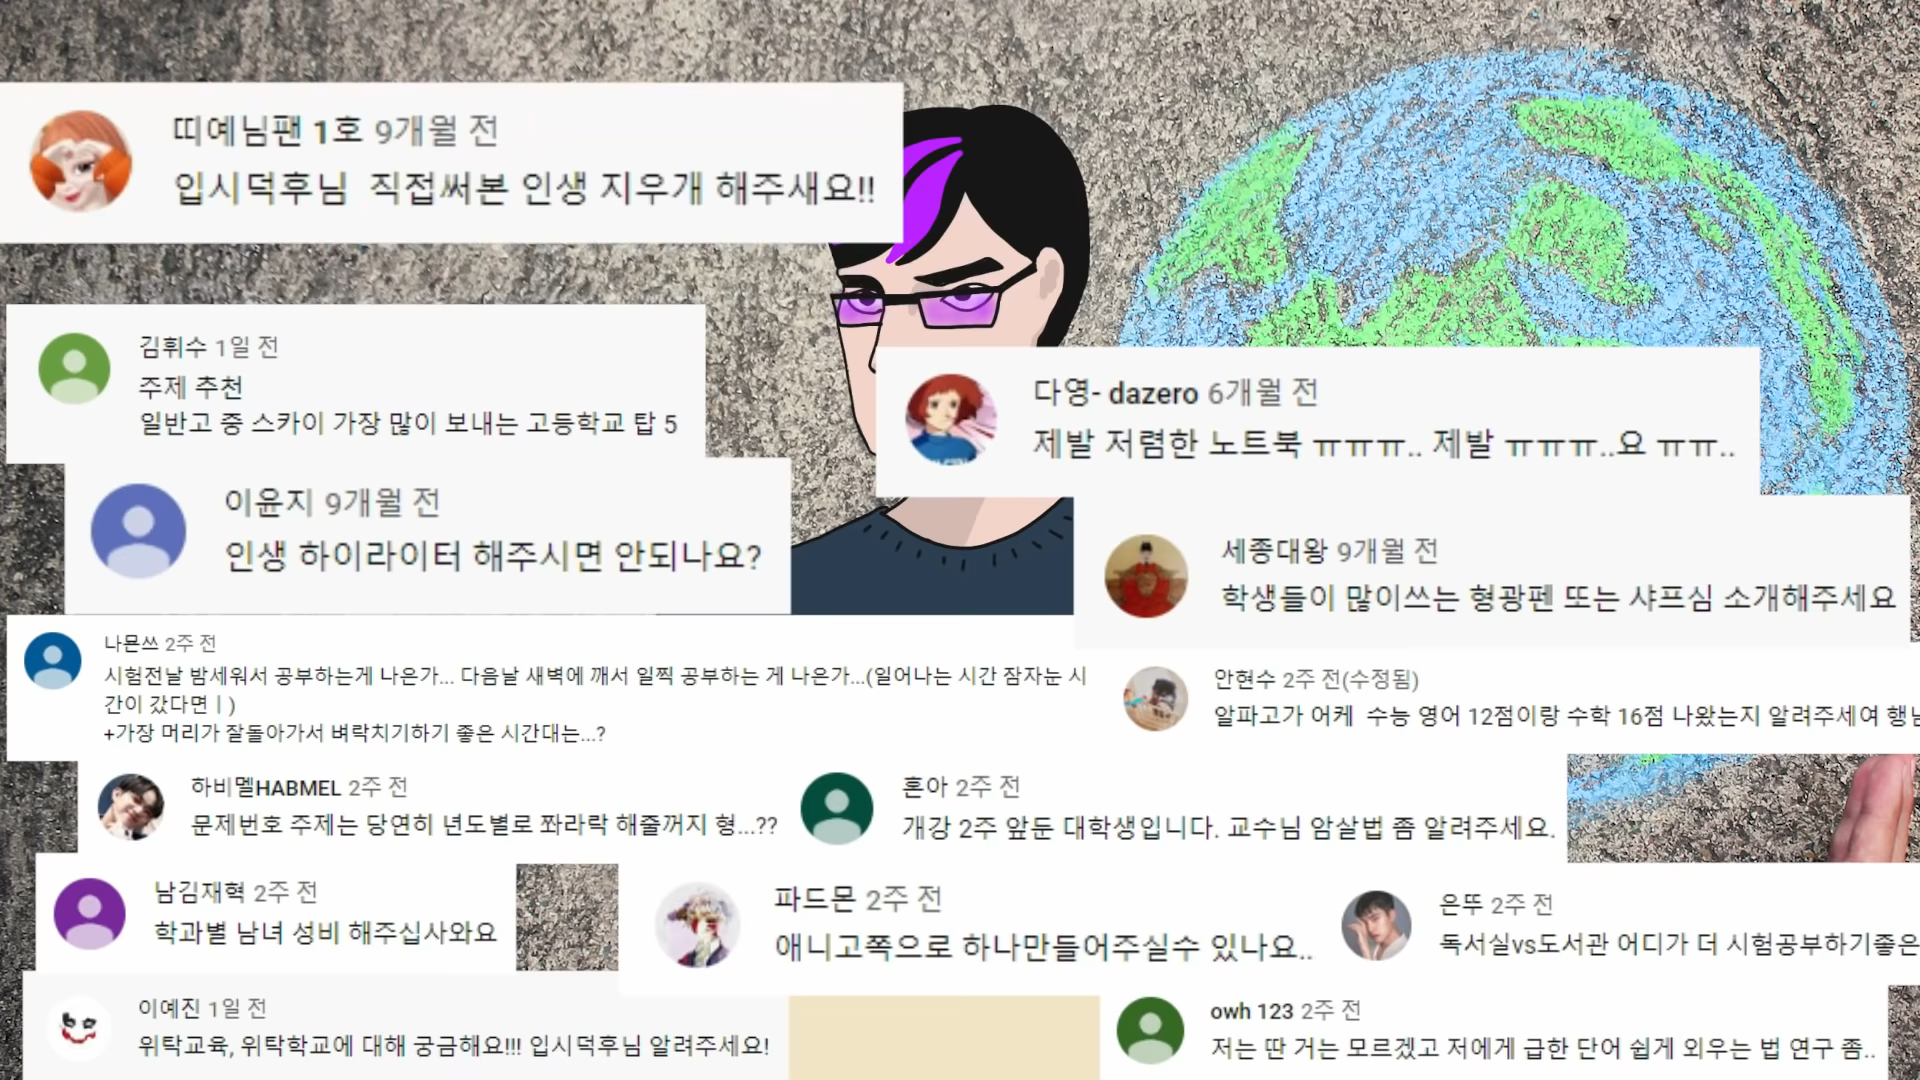 띠예님팬 1호 9개월 전
입시덕후님 직접써본 인생 지우개 해주새요!!
김휘수 1일 전
주제 추천
일반고 중 스카이 가장 많이 보내는 고등학교 탑 5
다영- dazero 6개월 전
제발 저렴한 노트북 ㅠㅠㅠ.. 제발 ㅠㅠㅠ..요 ㅠㅠ..
이윤지 9개월 전
인생 하이라이터 해주시면 안되나요?
세종대왕 9개월 전
학생들이 많이쓰는 형광펜 또는 샤프심 소개해주세요
나몬쓰 2주 전
시험전날 밤세워서 공부하는게 나은가... 다음날 새벽에 깨서 일찍 공부하는 게 나은가...(일어나는 시간 잠자눈 시
간이 갔다면ㅣ)
+가장 머리가 잘돌아가서 벼락치기하기 좋은 시간대는...?
안현수 2주 전(수정됨)
알파고가 어케 수능 영어 12점이랑 수학 16점 나왔는지 알려주세여
하비멜HABMEL 2주 전
문제번호 주제는 당연히 년도별로 쫘라락 해줄꺼지 형...??
혼아 2주 전
개강 2주 앞둔 대학생입니다. 교수님 암살법 좀 알려주세요.
남김재혁 2주 전
학과별 남녀 성비 해주십사와요
파드몬 2주 전
애니고쪽으로 하나만들어주실수 있나요..
은뚜 2주 전
독서실vs도서관 어디가 더 시험공부하기좋은
이예진 1일 전
위탁교육, 위탁학교에 대해 궁금해요!!! 입시덕후님 알려주세요!
owh 123 2주 전
저는 딴 거는 모르겠고 저에게 급한 단어 쉽게 외우는 법 연구 좀..